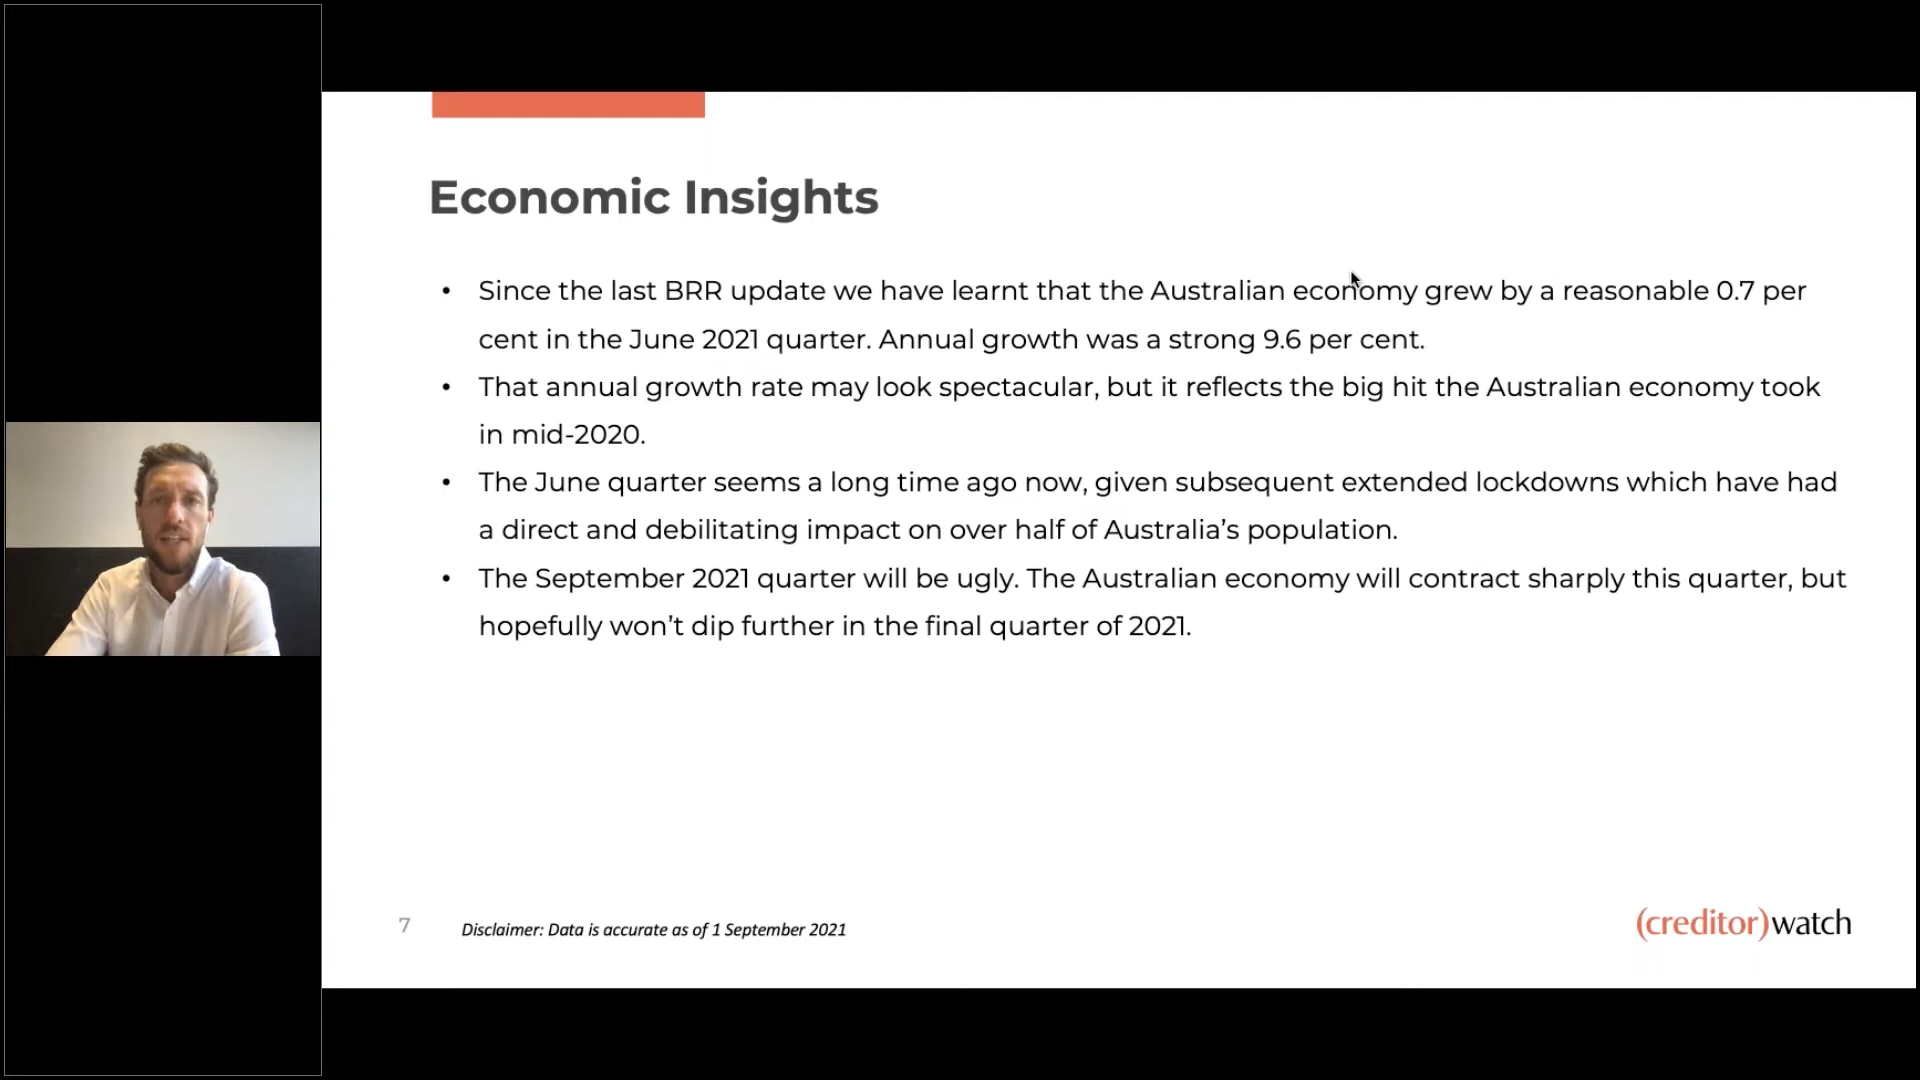 Economic Insights
• Since the last BRR update we have learnt that the Australian economy grew by a reasonable 0.7 per
cent in the June 2021 quarter. Annual growth was a strong 9.6 per cent.
• That annual growth rate may look spectacular, but it reflects the big hit the Australian economy took
in mid-2020.
• The June quarter seems a long time ago now, given subsequent extended lockdowns which have had
a direct and debilitating impact on over half of Australia’s population.
• The September 2021 quarter will be ugly. The Australian economy will contract sharply this quarter, but
hopefully won’t dip further in the final quarter of 2021.
7
Disclaimer: Data is accurate as of 1 September 2021
(creditor)watch